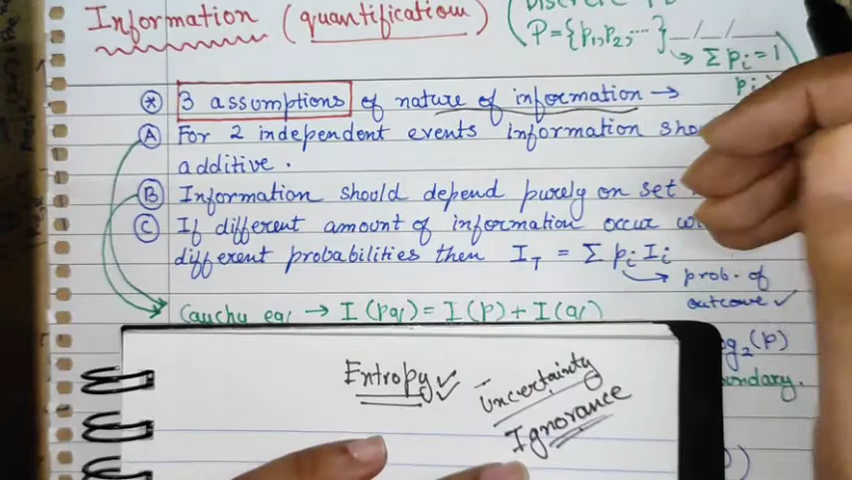 Information (quantification)
P = {p1, p2, ...}
Σ pi = 1
3 assumptions of nature of information →
(A) For 2 independent events information
additive.
(B) Information should depend purely on set
(C) If different amount of information occur
different probabilities then I_T = Σ pi Ii
prob. of
outcome ✓
Cauchy eq → I(pq) = I(p) + I(q)
Entropy ✓✓
Uncertainty
Ignorance